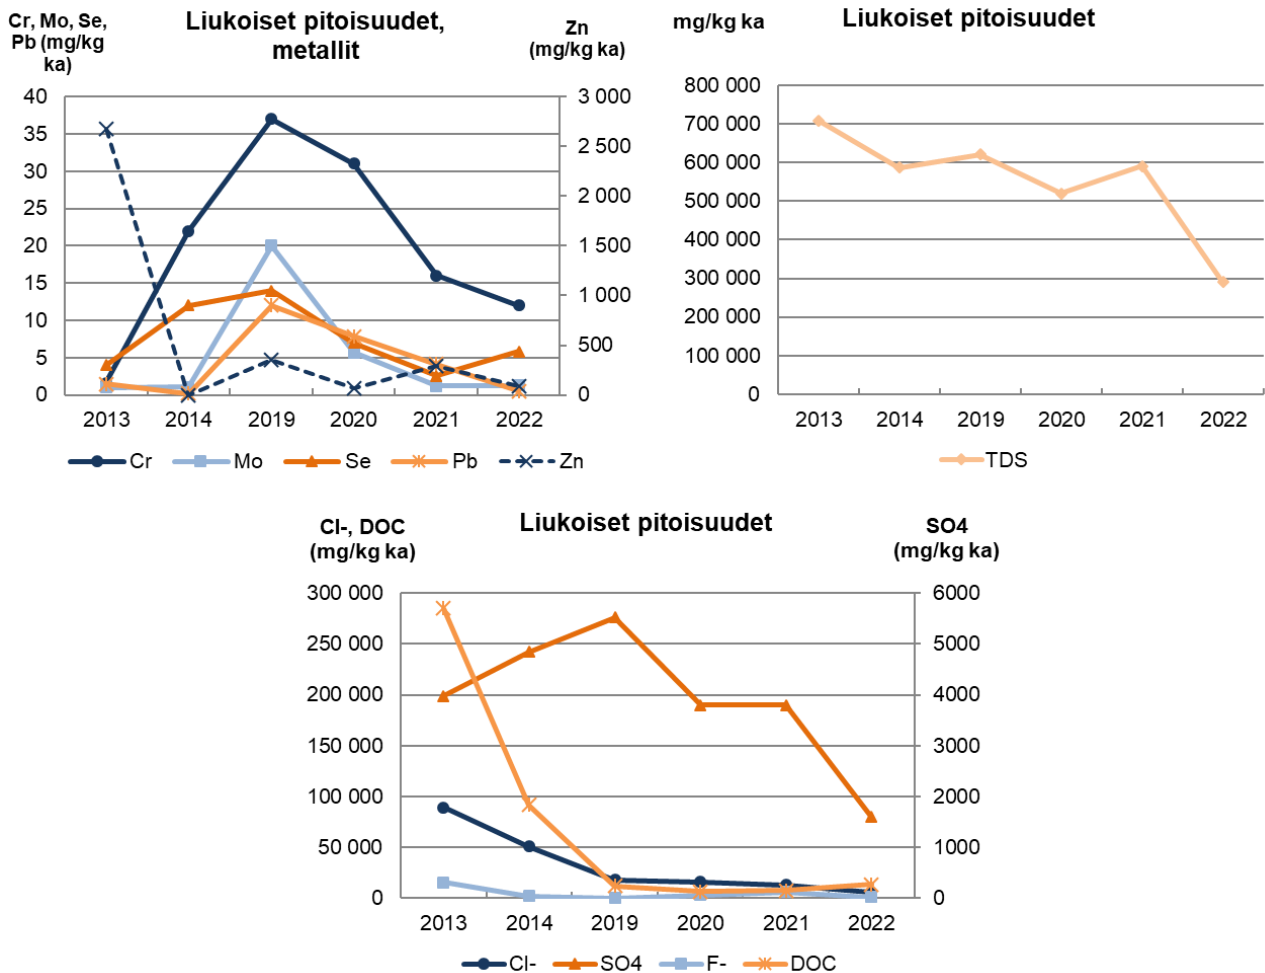 Cr, Mo, Se,
Pb (mg/kg
ka)
Liukoiset pitoisuudet,
metallit
Zn
(mg/kg ka)
40
35
30
25
20
15
10
5
0
3 000
2 500
2 000
1 500
1 000
500
0
2013 2014 2019 2020 2021 2022
Cr Mo Se Pb Zn
mg/kg ka
Liukoiset pitoisuudet
800 000
700 000
600 000
500 000
400 000
300 000
200 000
100 000
0
2013 2014 2019 2020 2021 2022
TDS
Cl-, DOC
(mg/kg ka)
Liukoiset pitoisuudet
SO4
(mg/kg ka)
300 000
250 000
200 000
150 000
100 000
50 000
0
6000
5000
4000
3000
2000
1000
0
2013 2014 2019 2020 2021 2022
Cl- SO4 F- DOC